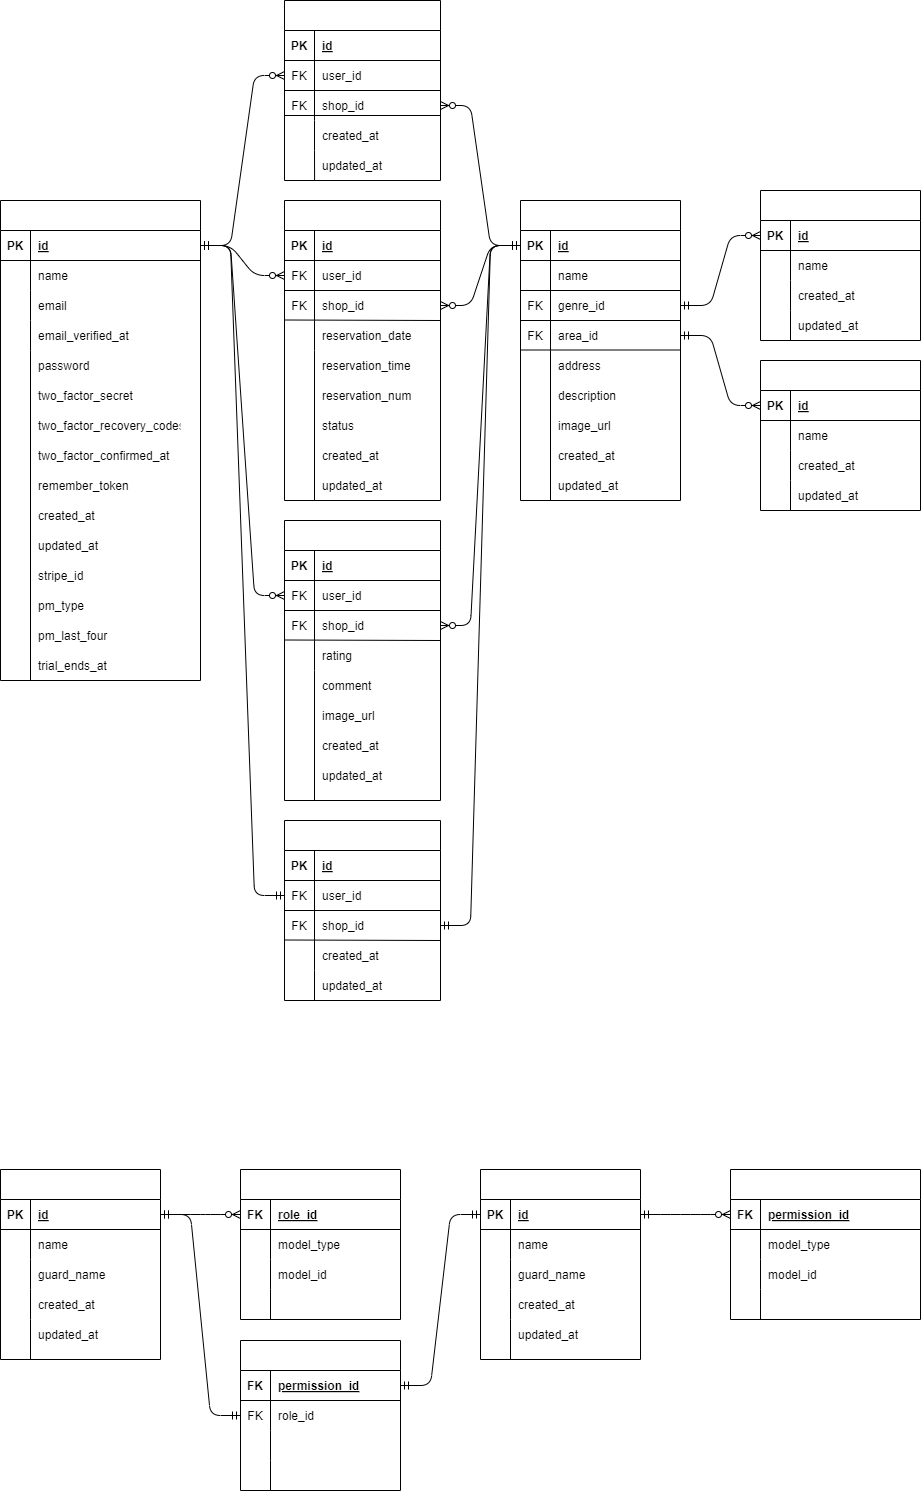 PK id
FK user_id
FK shop_id
created_at
updated_at
PK id
name
email
email_verified_at
password
two_factor_secret
two_factor_recovery_codes
two_factor_confirmed_at
remember_token
created_at
updated_at
stripe_id
pm_type
pm_last_four
trial_ends_at
PK id
FK user_id
FK shop_id
reservation_date
reservation_time
reservation_num
status
created_at
updated_at
PK id
name
FK genre_id
FK area_id
address
description
image_url
created_at
updated_at
PK id
name
created_at
updated_at
PK id
name
created_at
updated_at
PK id
FK user_id
FK shop_id
rating
comment
image_url
created_at
updated_at
PK id
FK user_id
FK shop_id
created_at
updated_at
PK id
name
guard_name
created_at
updated_at
FK role_id
model_type
model_id
FK permission_id
FK role_id
PK id
name
guard_name
created_at
updated_at
FK permission_id
model_type
model_id